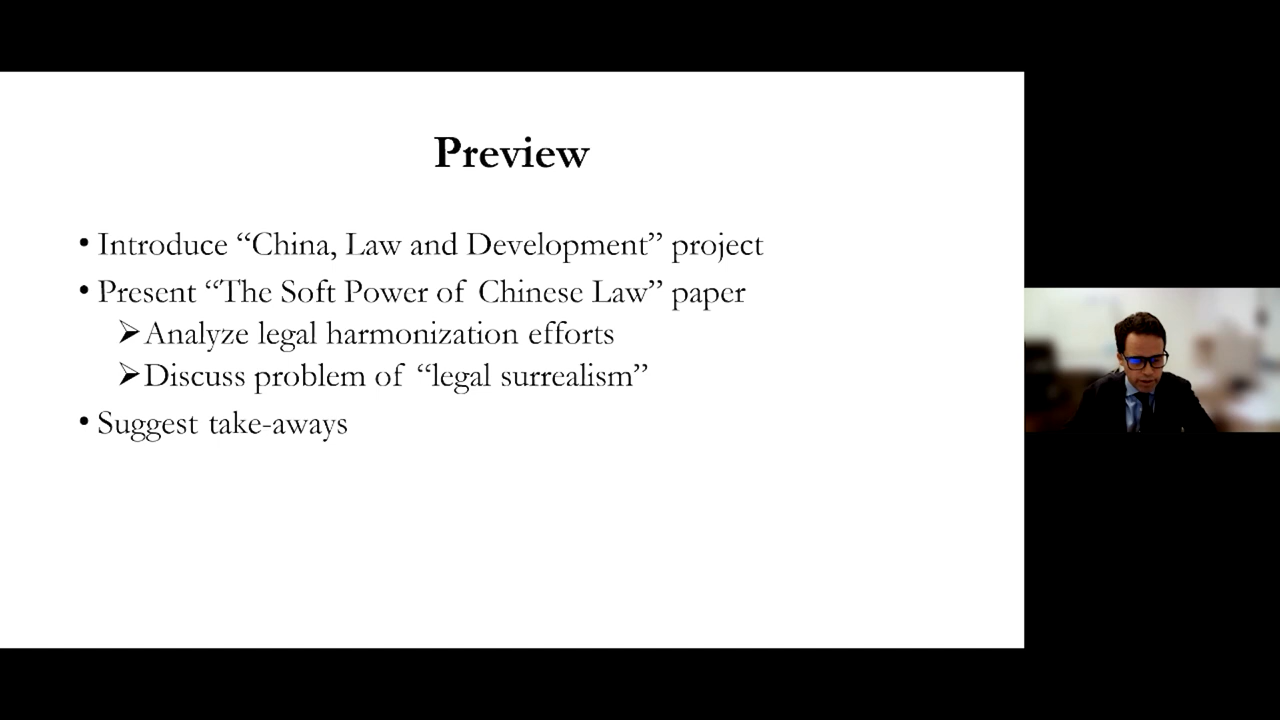 Preview
• Introduce “China, Law and Development” project
• Present “The Soft Power of Chinese Law” paper
➢Analyze legal harmonization efforts
➢Discuss problem of “legal surrealism”
• Suggest take-aways